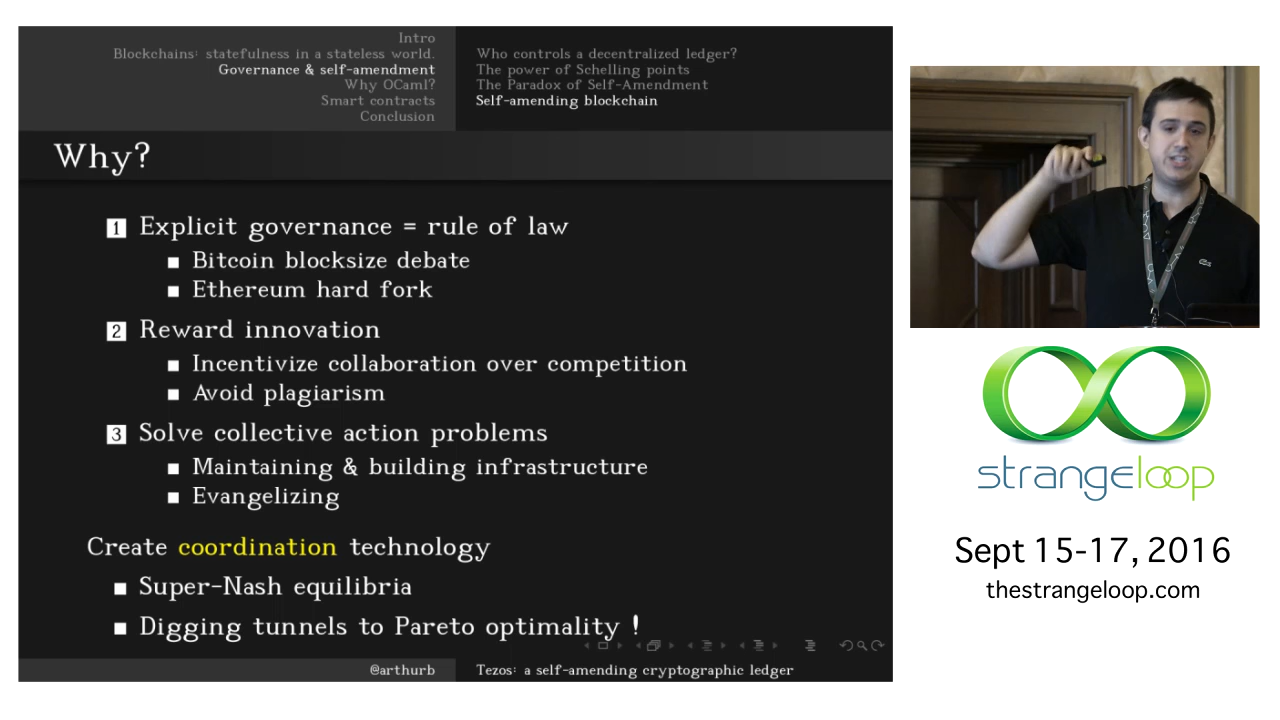 Intro
Blockchains: statefulness in a stateless world.
Governance & self-amendment
Why OCaml?
Smart contracts
Conclusion
Who controls a decentralized ledger?
The power of Schelling points
The Paradox of Self-Amendment
Self-amending blockchain
Why?
1 Explicit governance = rule of law
■ Bitcoin blocksize debate
■ Ethereum hard fork
2 Reward innovation
■ Incentivize collaboration over competition
■ Avoid plagiarism
3 Solve collective action problems
■ Maintaining & building infrastructure
■ Evangelizing
Create coordination technology
■ Super-Nash equilibria
■ Digging tunnels to Pareto optimality !
@arthurb
Tezos: a self-amending cryptographic ledger
strangeloop
Sept 15-17, 2016
thestrangeloop.com